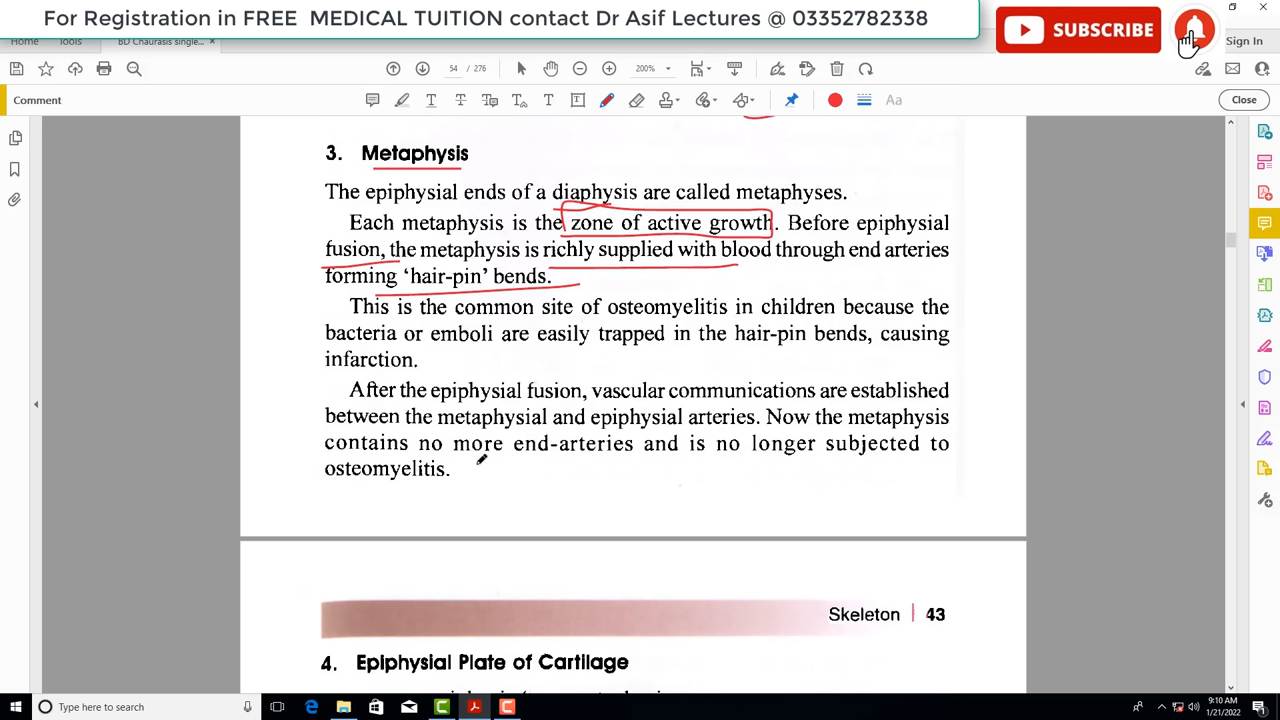 For Registration in FREE MEDICAL TUITION contact Dr Asif Lectures @ 03352782338
SUBSCRIBE
Home Tools BD Chaurasis single... × Sign In
54 / 276 200%
Comment Close
3. Metaphysis
The epiphysial ends of a diaphysis are called metaphyses.
Each metaphysis is the zone of active growth. Before epiphysial
fusion, the metaphysis is richly supplied with blood through end arteries
forming ‘hair-pin’ bends.
This is the common site of osteomyelitis in children because the
bacteria or emboli are easily trapped in the hair-pin bends, causing
infarction.
After the epiphysial fusion, vascular communications are established
between the metaphysial and epiphysial arteries. Now the metaphysis
contains no more end-arteries and is no longer subjected to
osteomyelitis.
Skeleton | 43
4. Epiphysial Plate of Cartilage
Type here to search
9:10 AM
1/21/2022